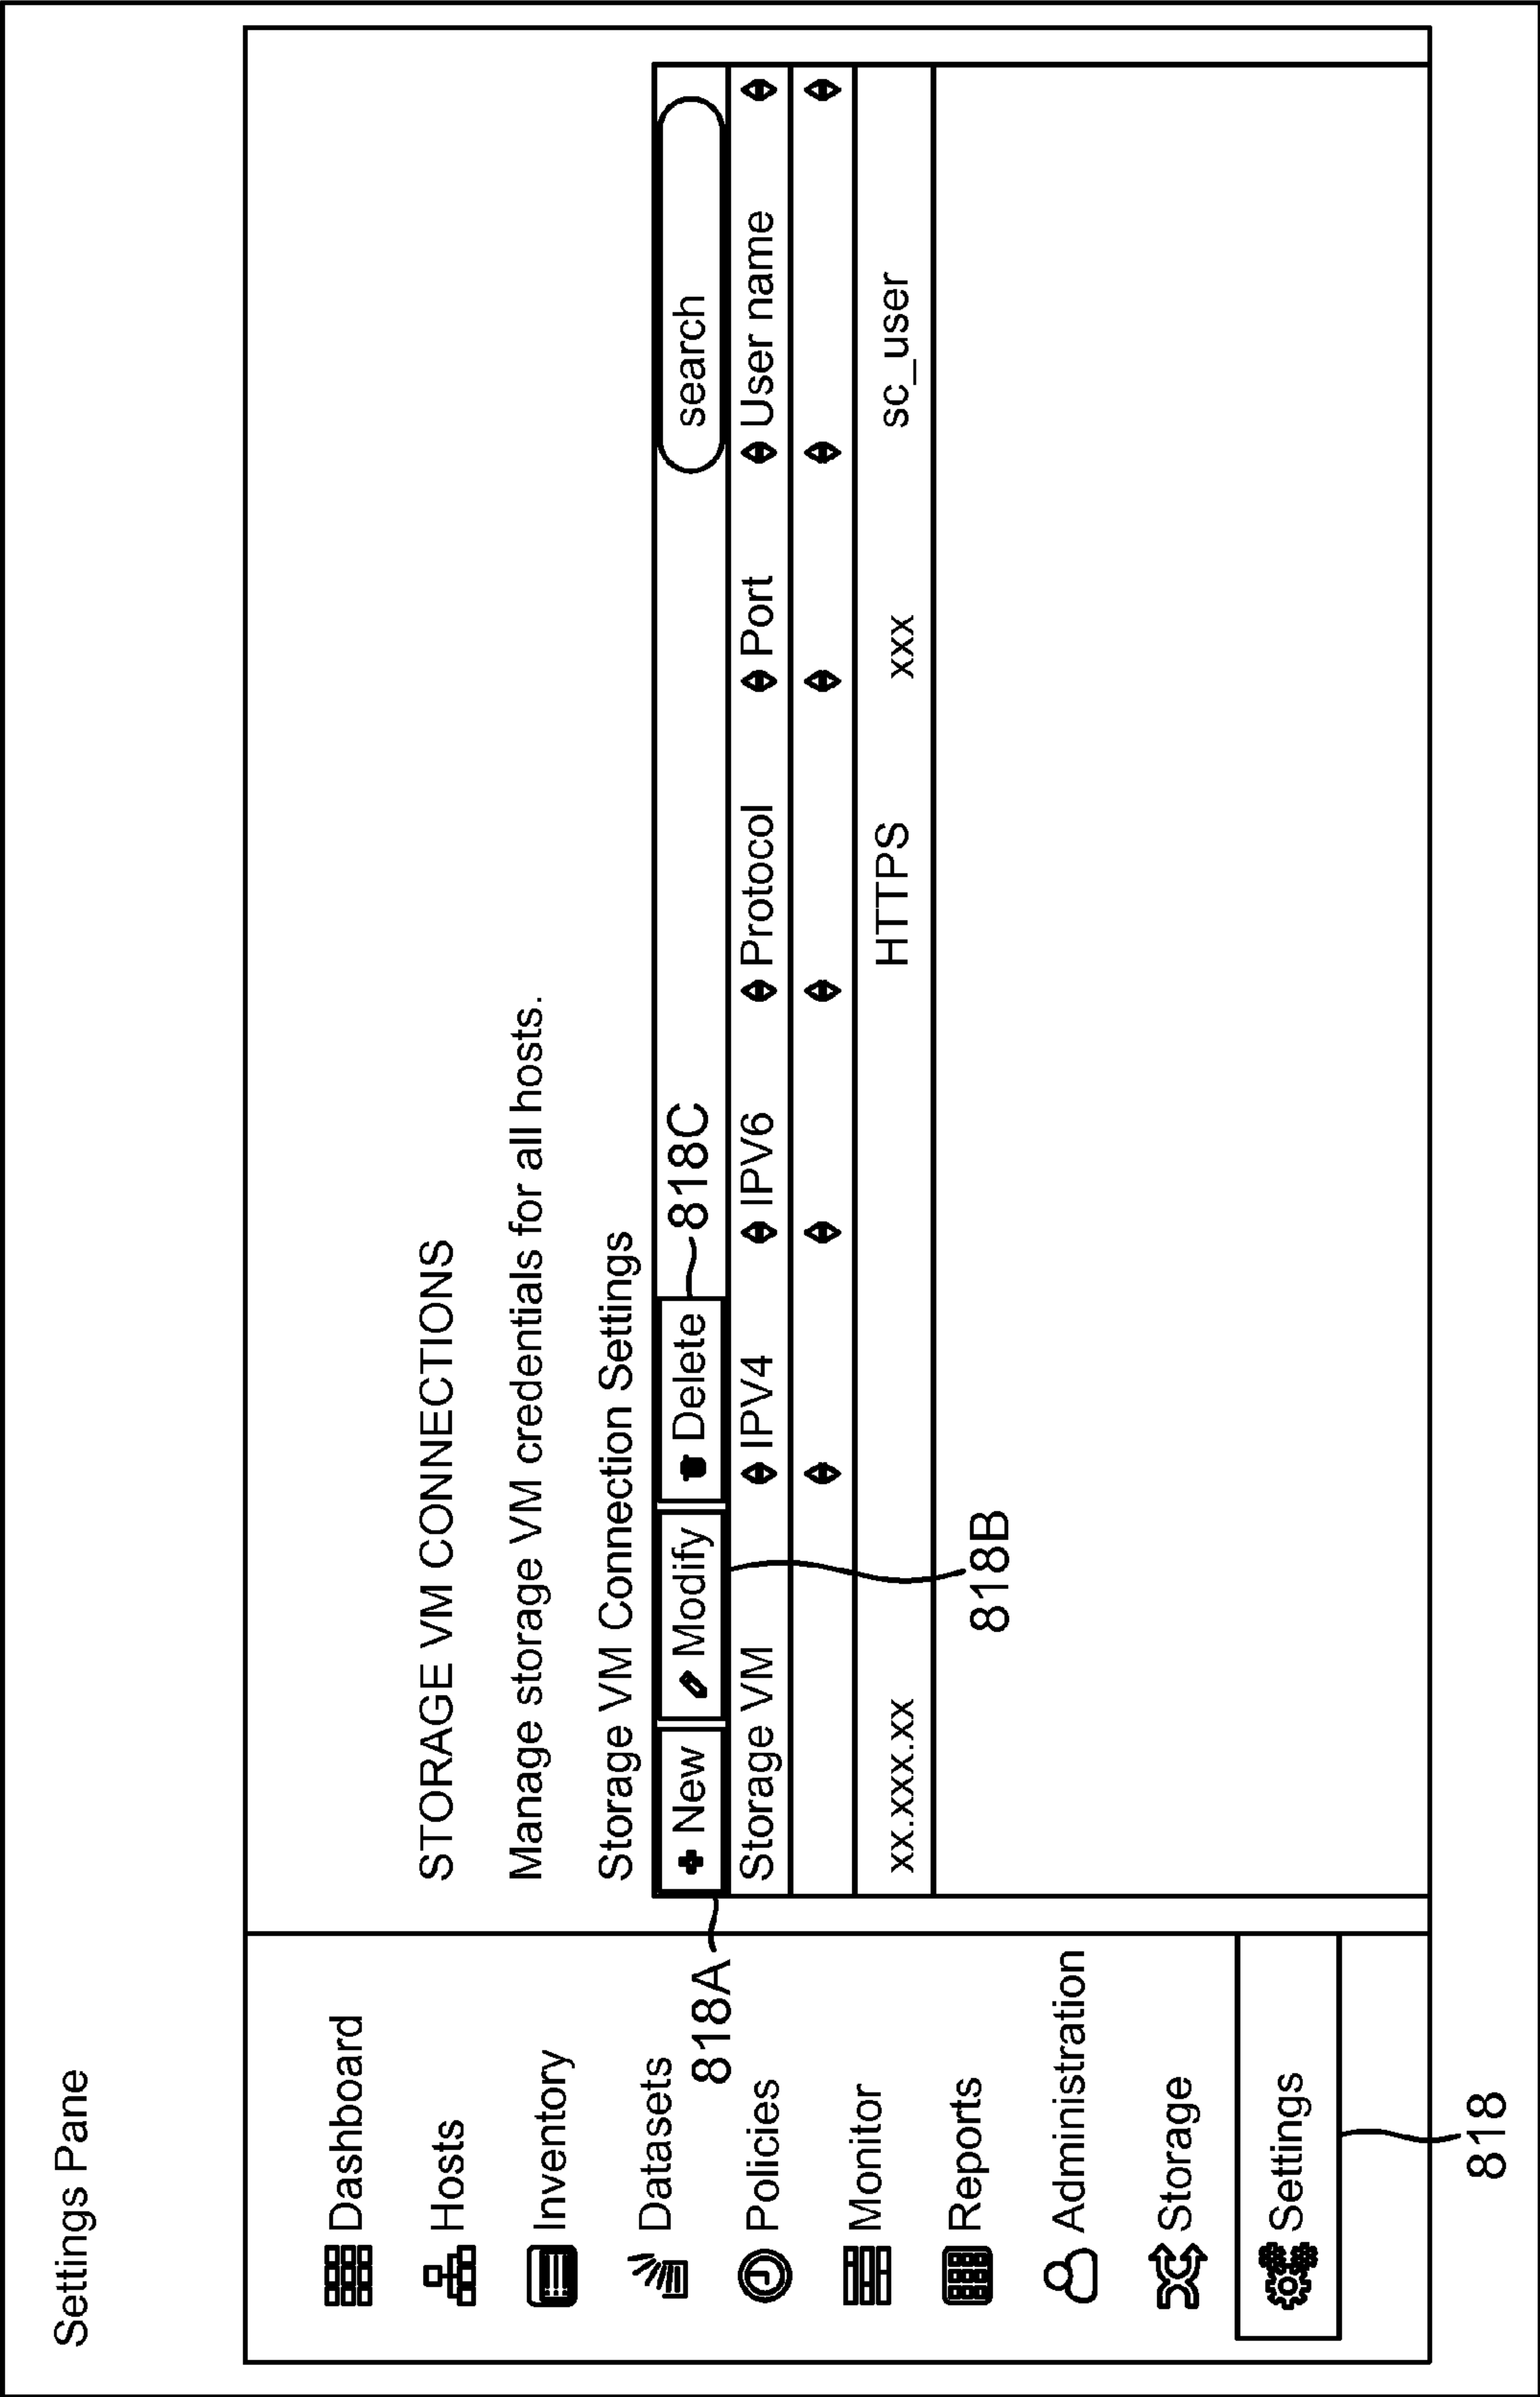 Settings Pane
Dashboard
Hosts
Inventory
Datasets
Policies
Monitor
Reports
Administration
Storage
Settings
818
STORAGE VM CONNECTIONS
Manage storage VM credentials for all hosts.
Storage VM Connection Settings
818A
New Modify Delete 818C search
Storage VM IPV4 IPV6 Protocol Port User name
xx.xxx.xx HTTPS xxx sc_user
818B